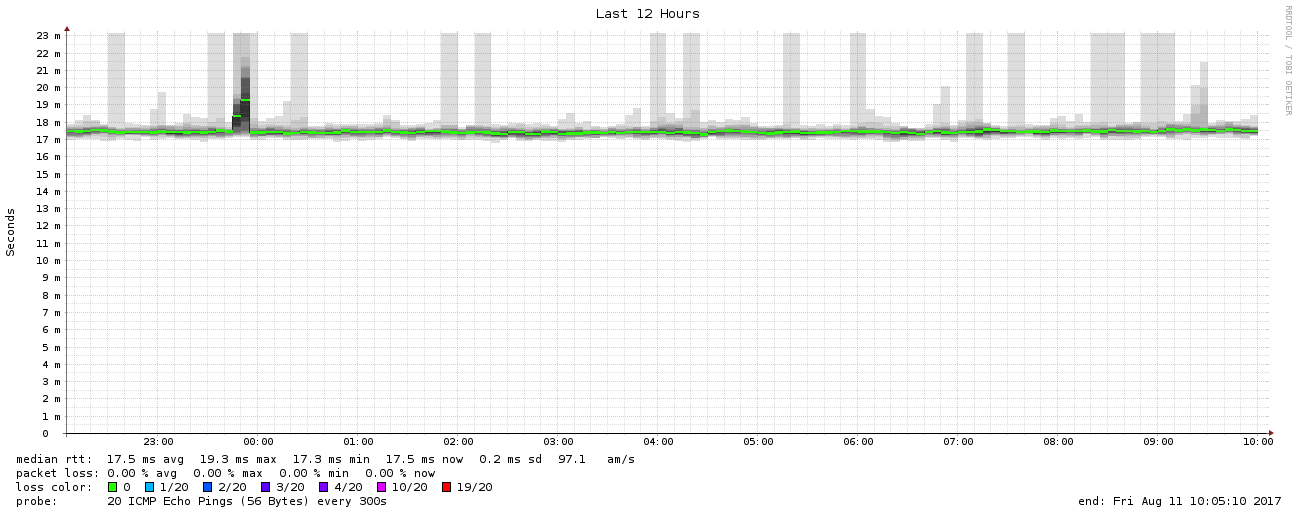 Last 12 Hours
RRDTOOL / TOBI OETIKER
Seconds
23 m
22 m
21 m
20 m
19 m
18 m
17 m
16 m
15 m
14 m
13 m
12 m
11 m
10 m
9 m
8 m
7 m
6 m
5 m
4 m
3 m
2 m
1 m
0
23:00 00:00 01:00 02:00 03:00 04:00 05:00 06:00 07:00 08:00 09:00 10:00
median rtt: 17.5 ms avg 19.3 ms max 17.3 ms min 17.5 ms now 0.2 ms sd 97.1 am/s
packet loss: 0.00 % avg 0.00 % max 0.00 % min 0.00 % now
loss color: 0 1/20 2/20 3/20 4/20 10/20 19/20
probe: 20 ICMP Echo Pings (56 Bytes) every 300s end: Fri Aug 11 10:05:10 2017